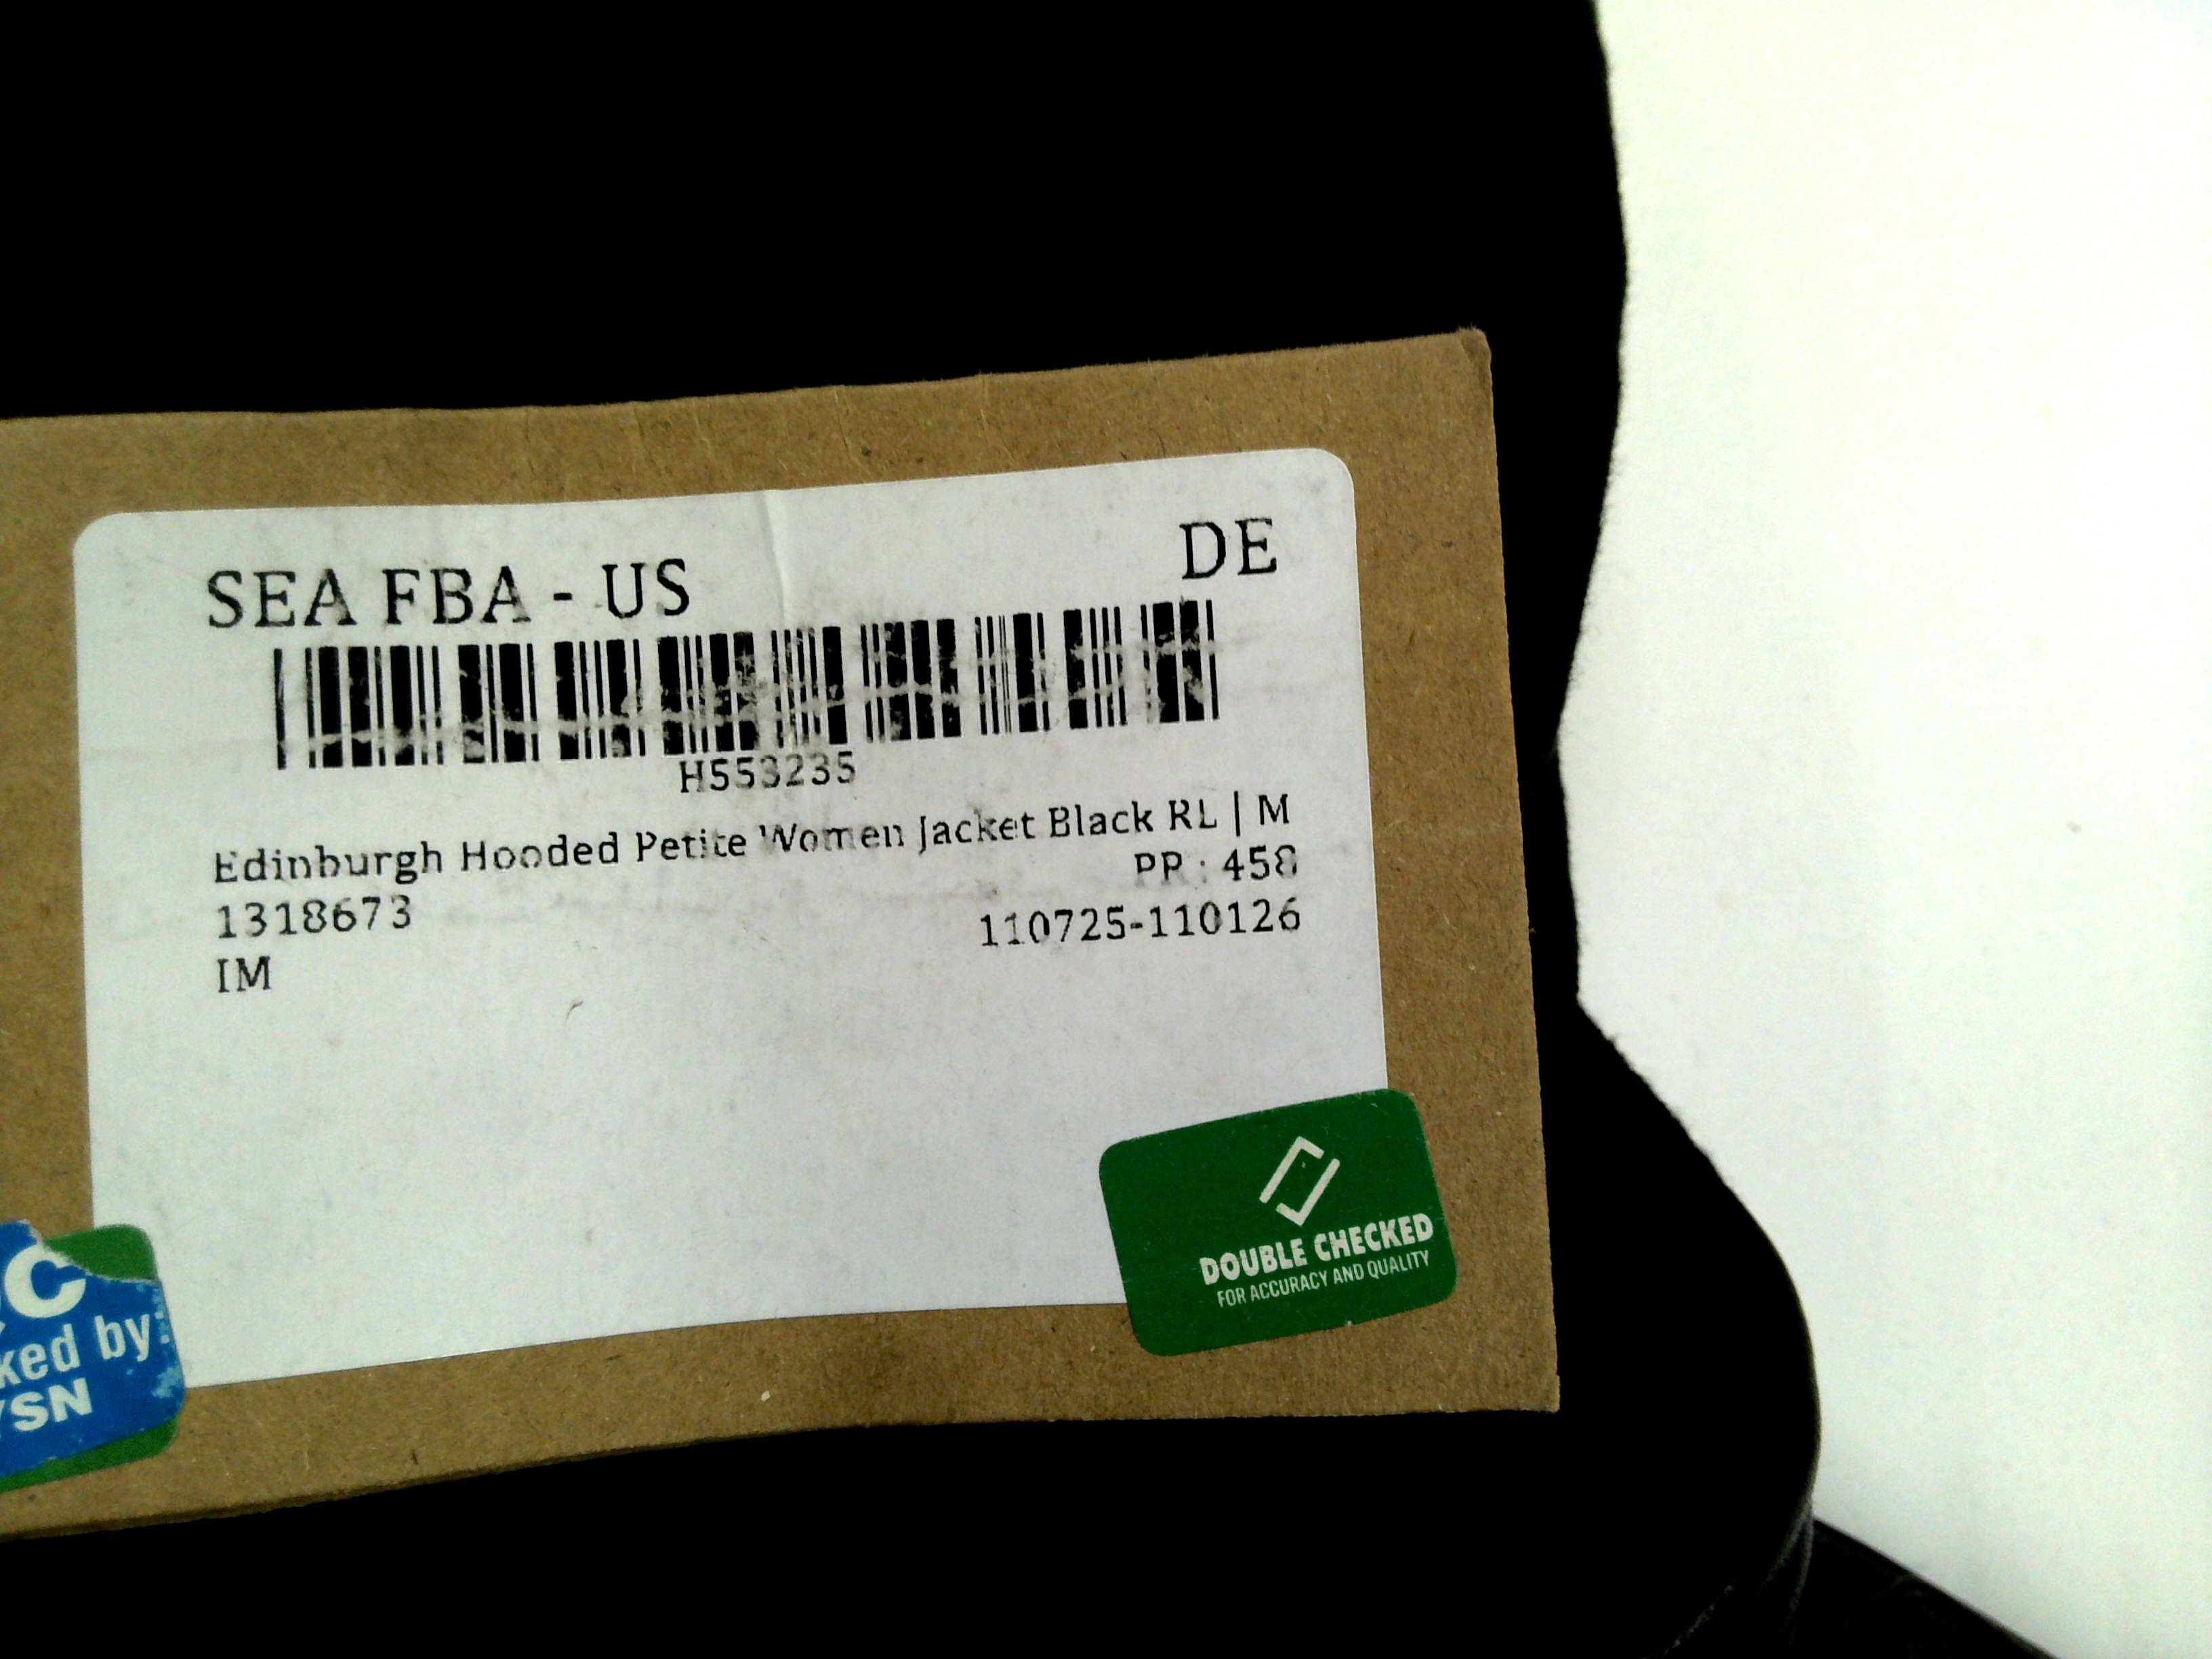 SEA FBA - US
DE
H553235
Edinburgh Hooded Petite Women Jacket Black RL | M
PP : 458
1318673
110725-110126
IM
DOUBLE CHECKED
FOR ACCURACY AND QUALITY
C
ked by
YSN